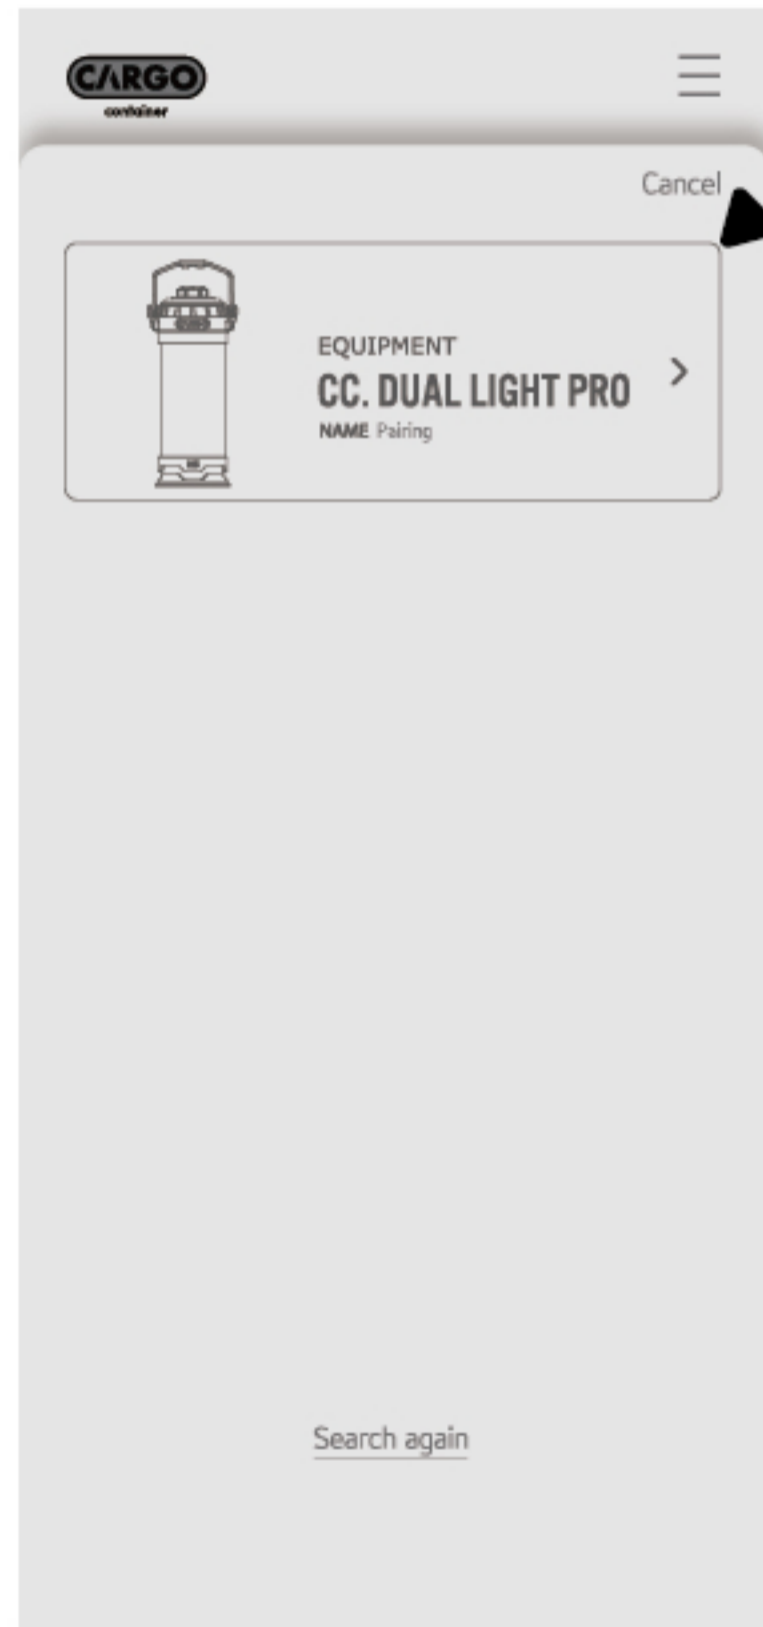 CARGO
container
Cancel
EQUIPMENT
CC. DUAL LIGHT PRO
NAME Pairing
Search again